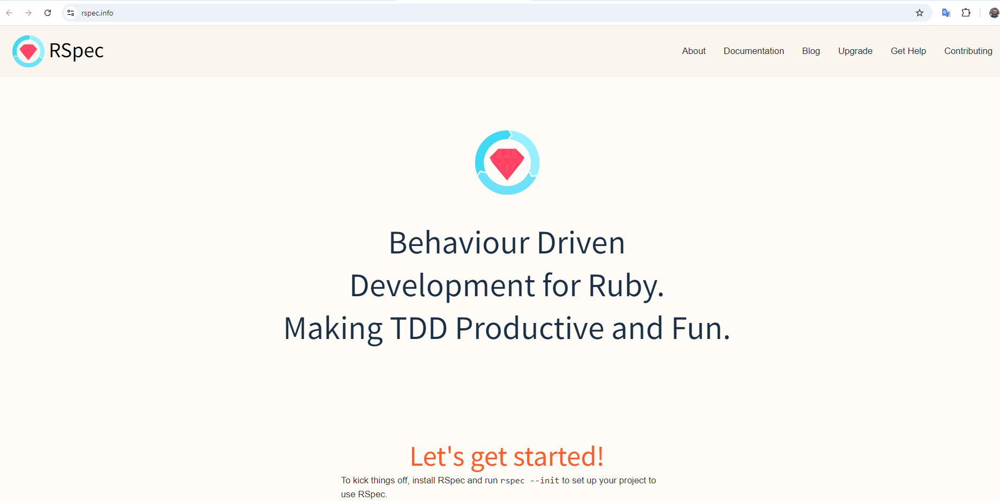 rspec.info
RSpec
About Documentation Blog Upgrade Get Help Contributing
Behaviour Driven
Development for Ruby.
Making TDD Productive and Fun.
Let's get started!
To kick things off, install RSpec and run rspec --init to set up your project to
use RSpec.